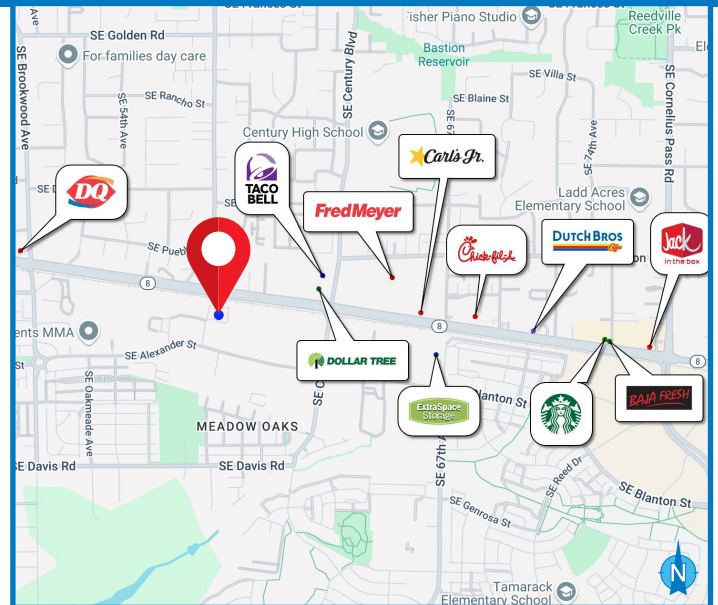 SE Frances St
SE Frances St
Ave
Fisher Piano Studio
Reedville
Creek Pk
SE Golden Rd
For families day care
SE Brookwood Ave
SE 54th Ave
SE Century Blvd
Bastion
Reservoir
SE Villa St
SE Rancho St
SE Blaine St
SE Cornelius Pass Rd
Century High School
SE 74th Ave
Carl's Jr.
DQ
TACO
BELL
FredMeyer
Ladd Acres
Elementary School
Chick-fil-A
DUTCH BROS
Jack
in the box
SE Pueb
8
8
8
ents MMA
SE Alexander St
St
DOLLAR TREE
ExtraSpace
Storage
BAJA FRESH
SE Oakmeade Ave
SE C
MEADOW OAKS
lanton St
SE Davis Rd
SE Davis Rd
SE 67th A
SE Reed Dr
SE Blanton St
SE Genrosa St
N
Tamarack
Elementary School